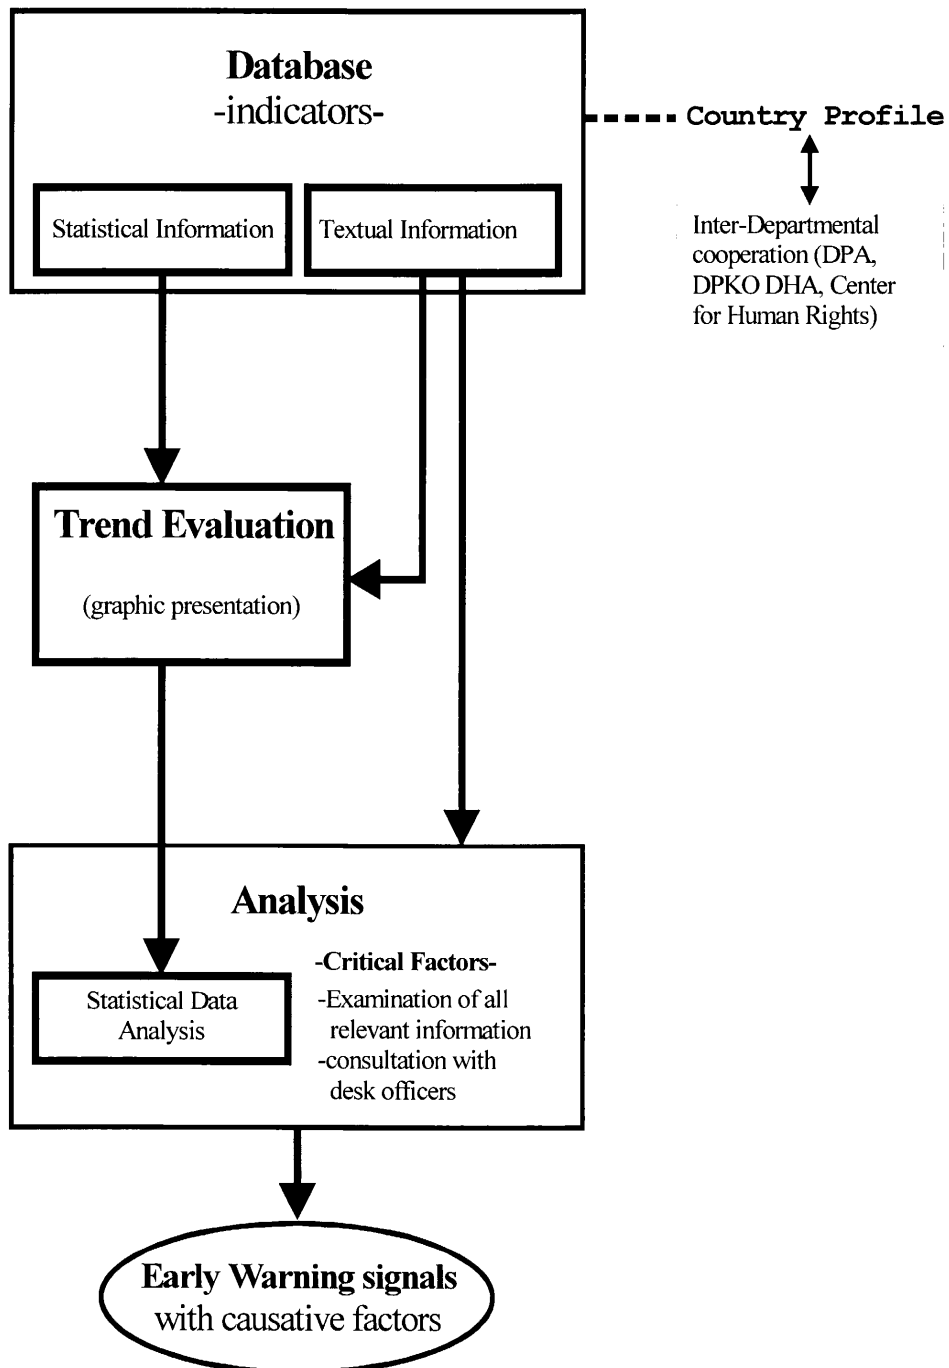 Database
-indicators-
Country Profile
Statistical Information
Textual Information
Inter-Departmental
cooperation (DPA,
DPKO DHA, Center
for Human Rights)
Trend Evaluation
(graphic presentation)
Analysis
-Critical Factors-
-Examination of all
relevant information
-consultation with
desk officers
Statistical Data
Analysis
Early Warning signals
with causative factors